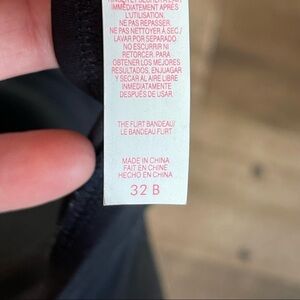 IMMÉDIATEMENT APRÈS
L'UTILISATION.
NE PAS REPASSER.
NE PAS NETTOYER À SEC./
LAVAR POR SEPARADO.
NO ESCURRIR NI
RETORCER. PARA
OBTENER LOS MEJORES
RESULTADOS, ENJUAGAR
Y SECAR AL AIRE LIBRE
INMEDIATAMENTE
DESPUÉS DE USAR.
THE FLIRT BANDEAU/
LE BANDEAU FLIRT
MADE IN CHINA
FAIT EN CHINE
HECHO EN CHINA
32 B